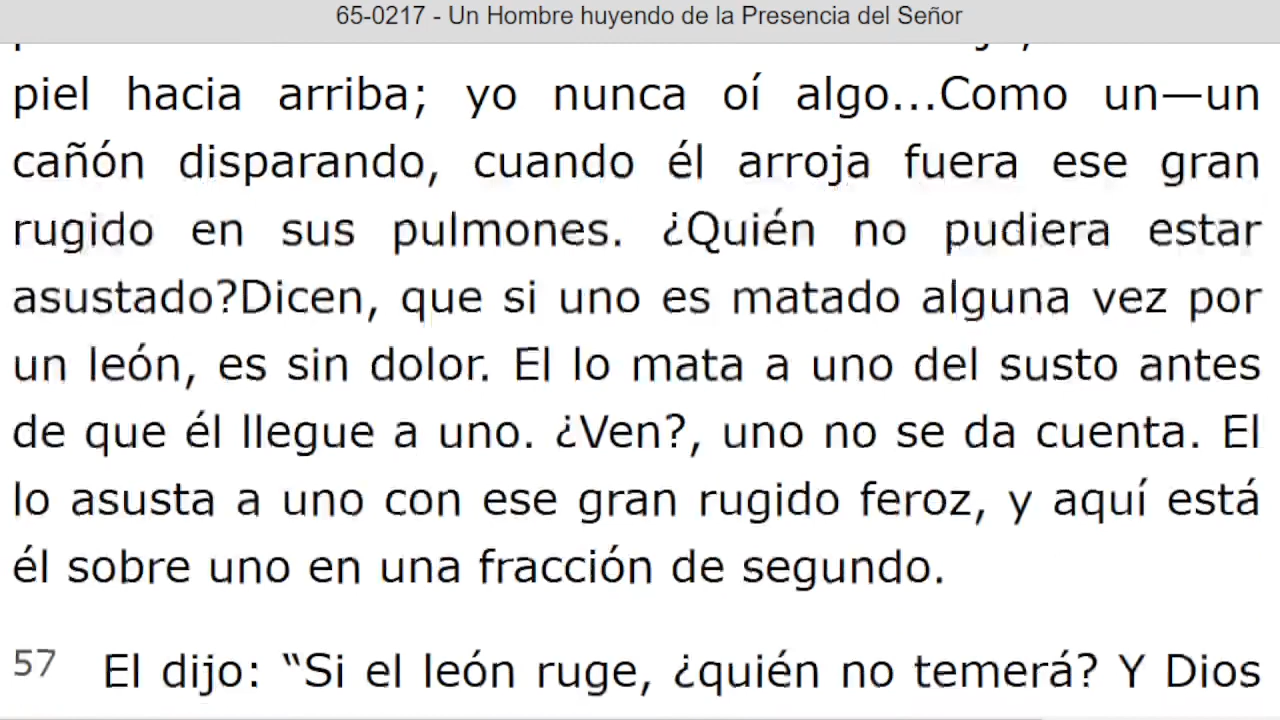 65-0217 - Un Hombre huyendo de la Presencia del Señor
piel hacia arriba; yo nunca oí algo...Como un—un
cañón disparando, cuando él arroja fuera ese gran
rugido en sus pulmones. ¿Quién no pudiera estar
asustado?Dicen, que si uno es matado alguna vez por
un león, es sin dolor. El lo mata a uno del susto antes
de que él llegue a uno. ¿Ven?, uno no se da cuenta. El
lo asusta a uno con ese gran rugido feroz, y aquí está
él sobre uno en una fracción de segundo.
57 El dijo: “Si el león ruge, ¿quién no temerá? Y Dios